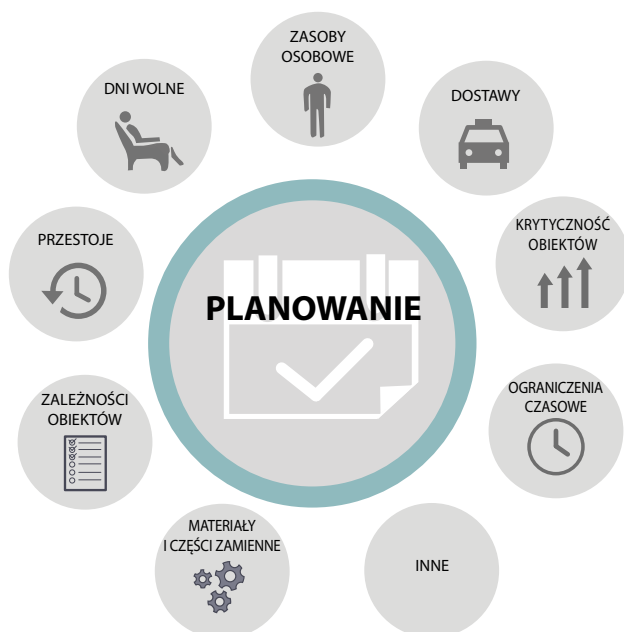 ZASOBY
OSOBOWE
DNI WOLNE
DOSTAWY
KRYTYCZNOŚĆ
OBIEKTÓW
PRZESTOJE
PLANOWANIE
OGRANICZENIA
CZASOWE
ZALEŻNOŚCI
OBIEKTÓW
MATERIAŁY
I CZĘŚCI ZAMIENNE
INNE